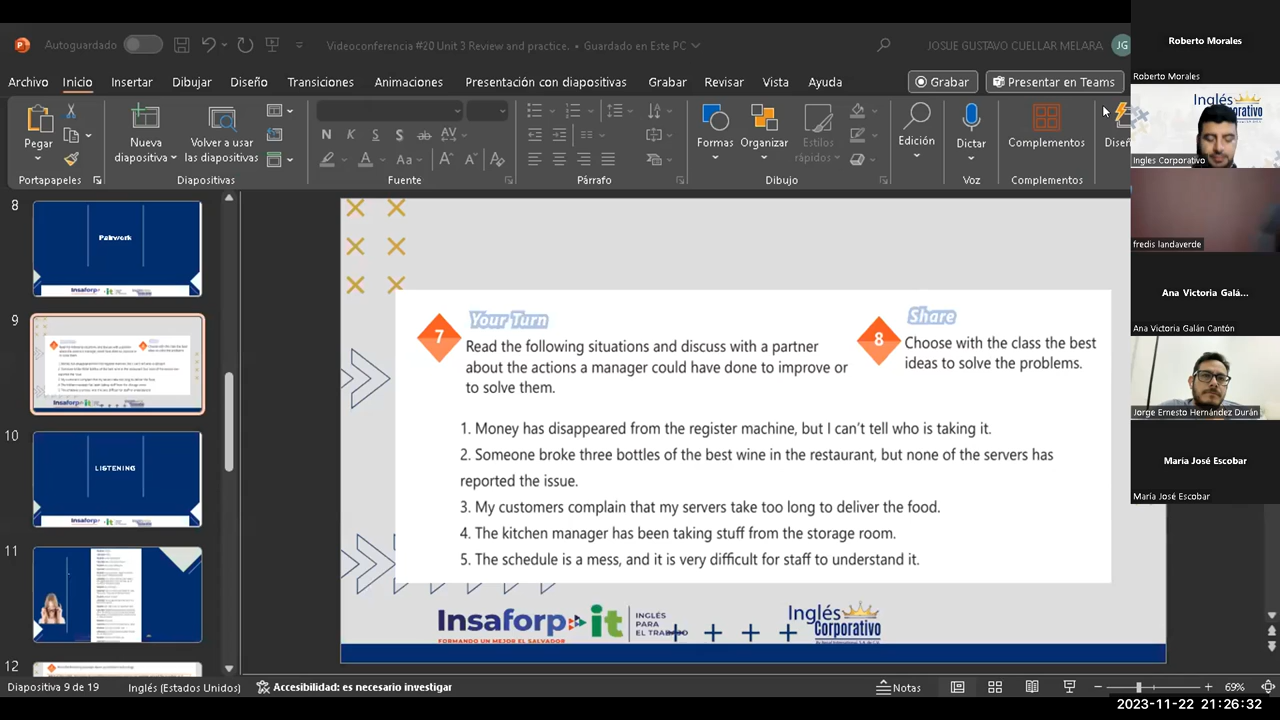 Autoguardado
Videoconferencia #20 Unit 3 Review and practice. • Guardado en Este PC
JOSUE GUSTAVO CUELLAR MELARA
JG
Archivo Inicio Insertar Dibujar Diseño Transiciones Animaciones Presentación con diapositivas Grabar Revisar Vista Ayuda
Grabar
Presentar en Teams
Pegar
Nueva
diapositiva
Volver a usar
las diapositivas
Formas
Organizar
Estilos
rápidos
Edición
Dictar
Complementos
Portapapeles
Diapositivas
Fuente
Párrafo
Dibujo
Voz
Complementos
8
Pairwork
9
10
LISTENING
11
12
7
Your Turn
Read the following situations and discuss with a partner
about the actions a manager could have done to improve or
to solve them.
8
Share
Choose with the class the best
ideas to solve the problems.
1. Money has disappeared from the register machine, but I can't tell who is taking it.
2. Someone broke three bottles of the best wine in the restaurant, but none of the servers has
reported the issue.
3. My customers complain that my servers take too long to deliver the food.
4. The kitchen manager has been taking stuff from the storage room.
5. The schedule is a mess, and it is very difficult for staff to understand it.
Insaforp
FORMANDO UN MEJOR EL SALVADOR
it
INGLÉS
PARA
EL TRABAJO
Inglés
Corporativo
Roberto Morales
Roberto Morales
Inglés
Corporativo
Ingles Corporativo
fredis landaverde
Ana Victoria Galá...
Ana Victoria Galán Cantón
Jorge Ernesto Hernández Durán
Maria José Escobar
María José Escobar
Diapositiva 9 de 19
Inglés (Estados Unidos)
Accesibilidad: es necesario investigar
Notas
69%
2023-11-22 21:26:32